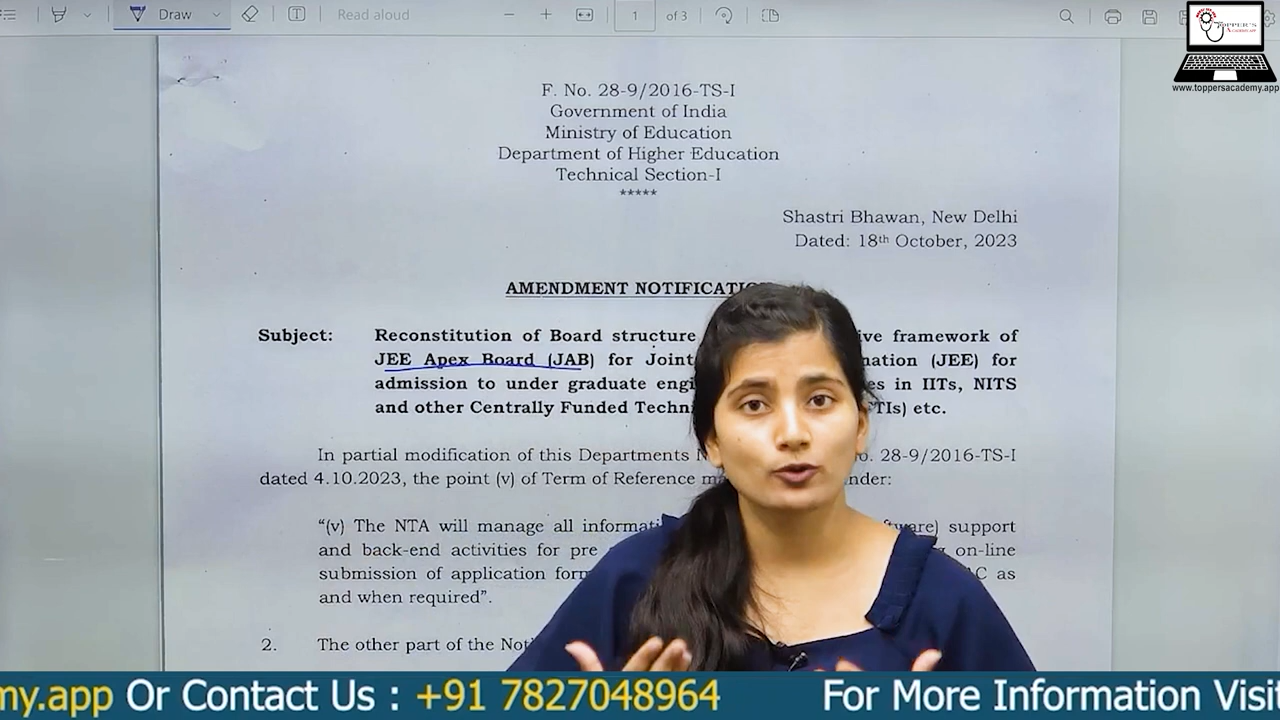 Draw
Read aloud
1 of 3
TOPPER'S
www.toppersacademy.app
F. No. 28-9/2016-TS-I
Government of India
Ministry of Education
Department of Higher Education
Technical Section-I
*****
Shastri Bhawan, New Delhi
Dated: 18th October, 2023
AMENDMENT NOTIFICATIO
Subject: Reconstitution of Board structure ive framework of
JEE Apex Board (JAB) for Joint nation (JEE) for
admission to under graduate engi es in IITs, NITS
and other Centrally Funded Techni TIs) etc.
In partial modification of this Departments N o. 28-9/2016-TS-I
dated 4.10.2023, the point (v) of Term of Reference m nder:
"(v) The NTA will manage all informati ftware) support
and back-end activities for pre g on-line
submission of application form AC as
and when required".
2. The other part of the Noti
my.app Or Contact Us : +91 7827048964 For More Information Visit